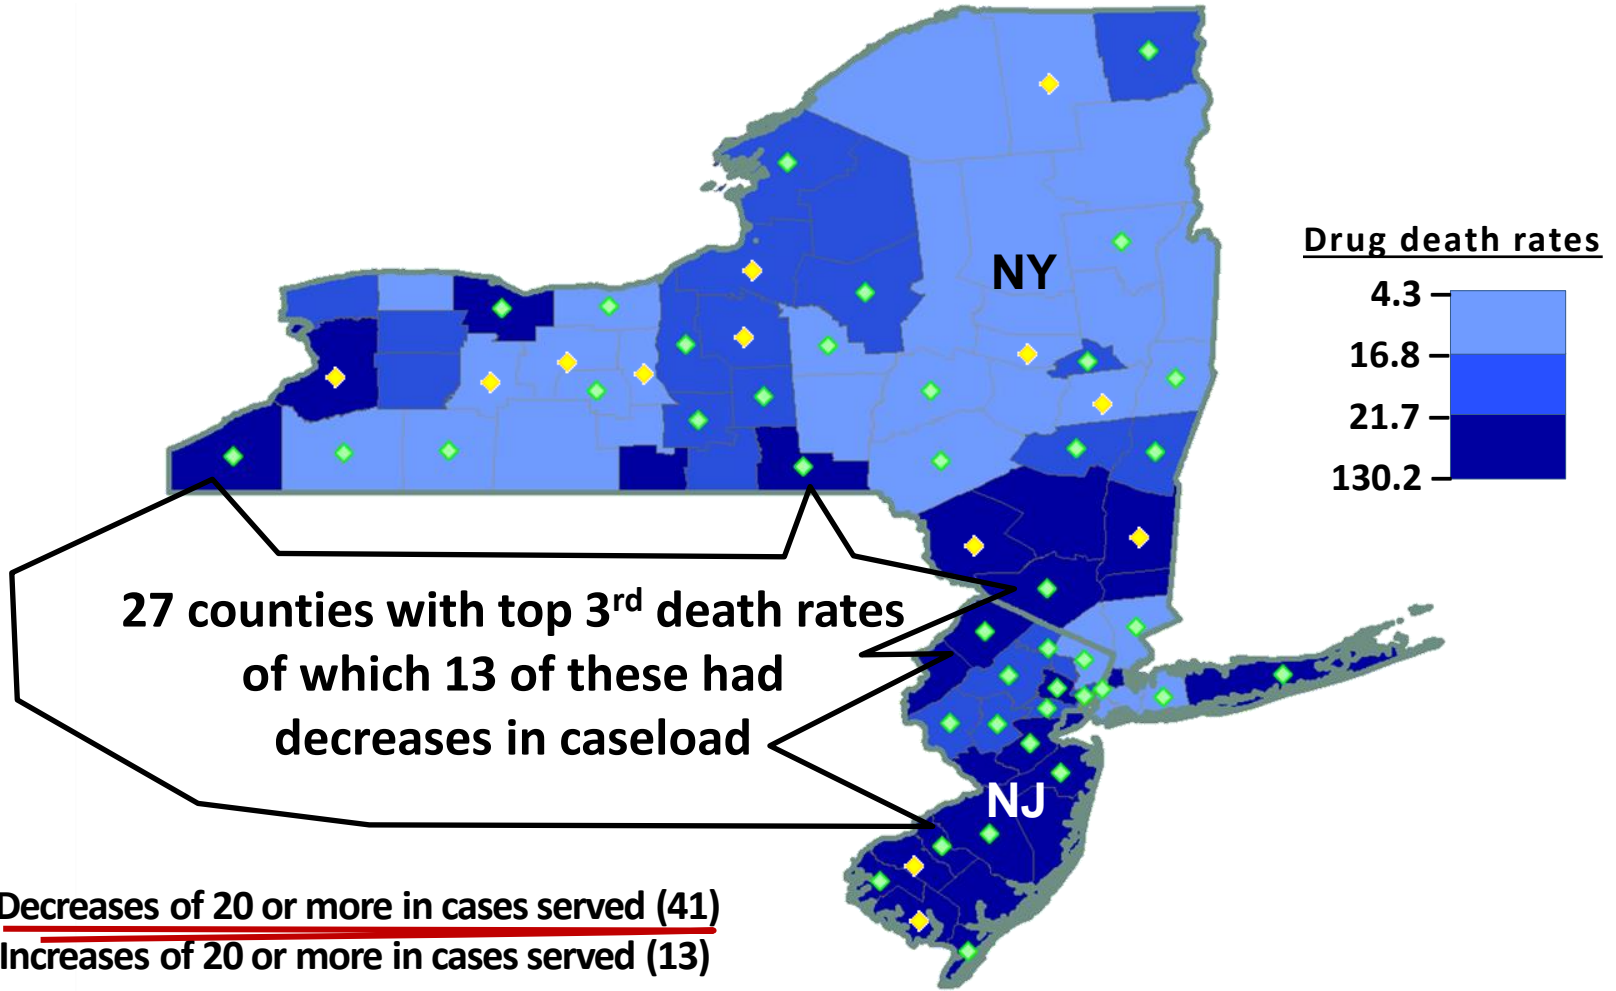 NY
Drug death rates
4.3
16.8
21.7
130.2
27 counties with top 3rd death rates
of which 13 of these had
decreases in caseload
NJ
Decreases of 20 or more in cases served (41)
Increases of 20 or more in cases served (13)